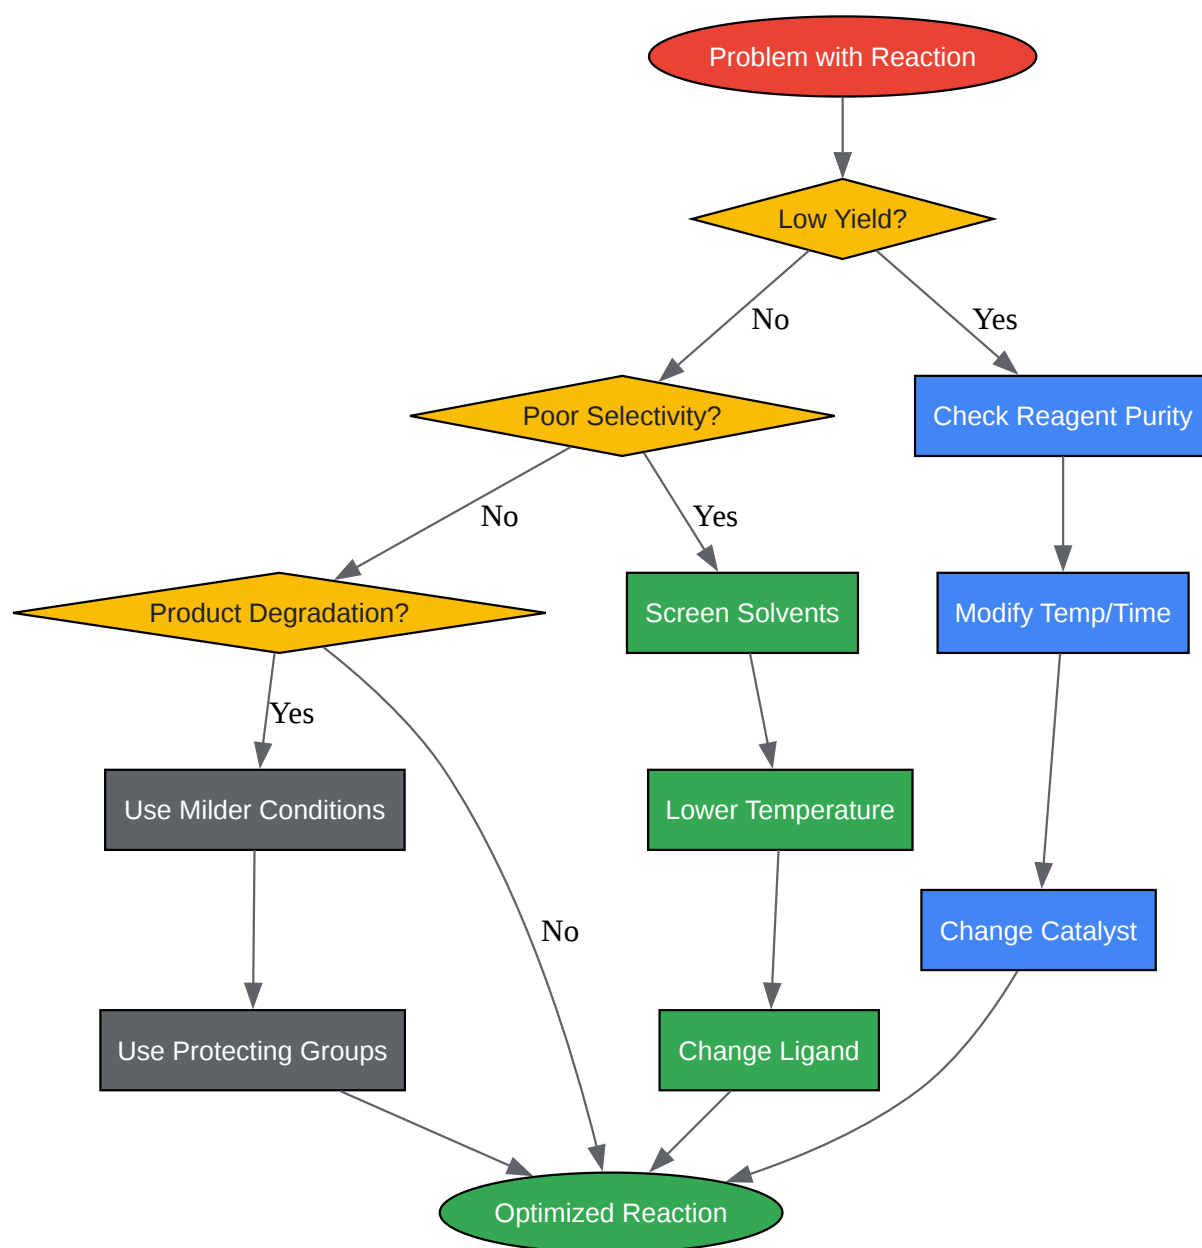 Problem with Reaction
Low Yield?
No
Yes
Poor Selectivity?
Check Reagent Purity
No
Yes
Product Degradation?
Screen Solvents
Modify Temp/Time
Yes
Use Milder Conditions
Lower Temperature
No
Change Catalyst
Use Protecting Groups
Change Ligand
Optimized Reaction